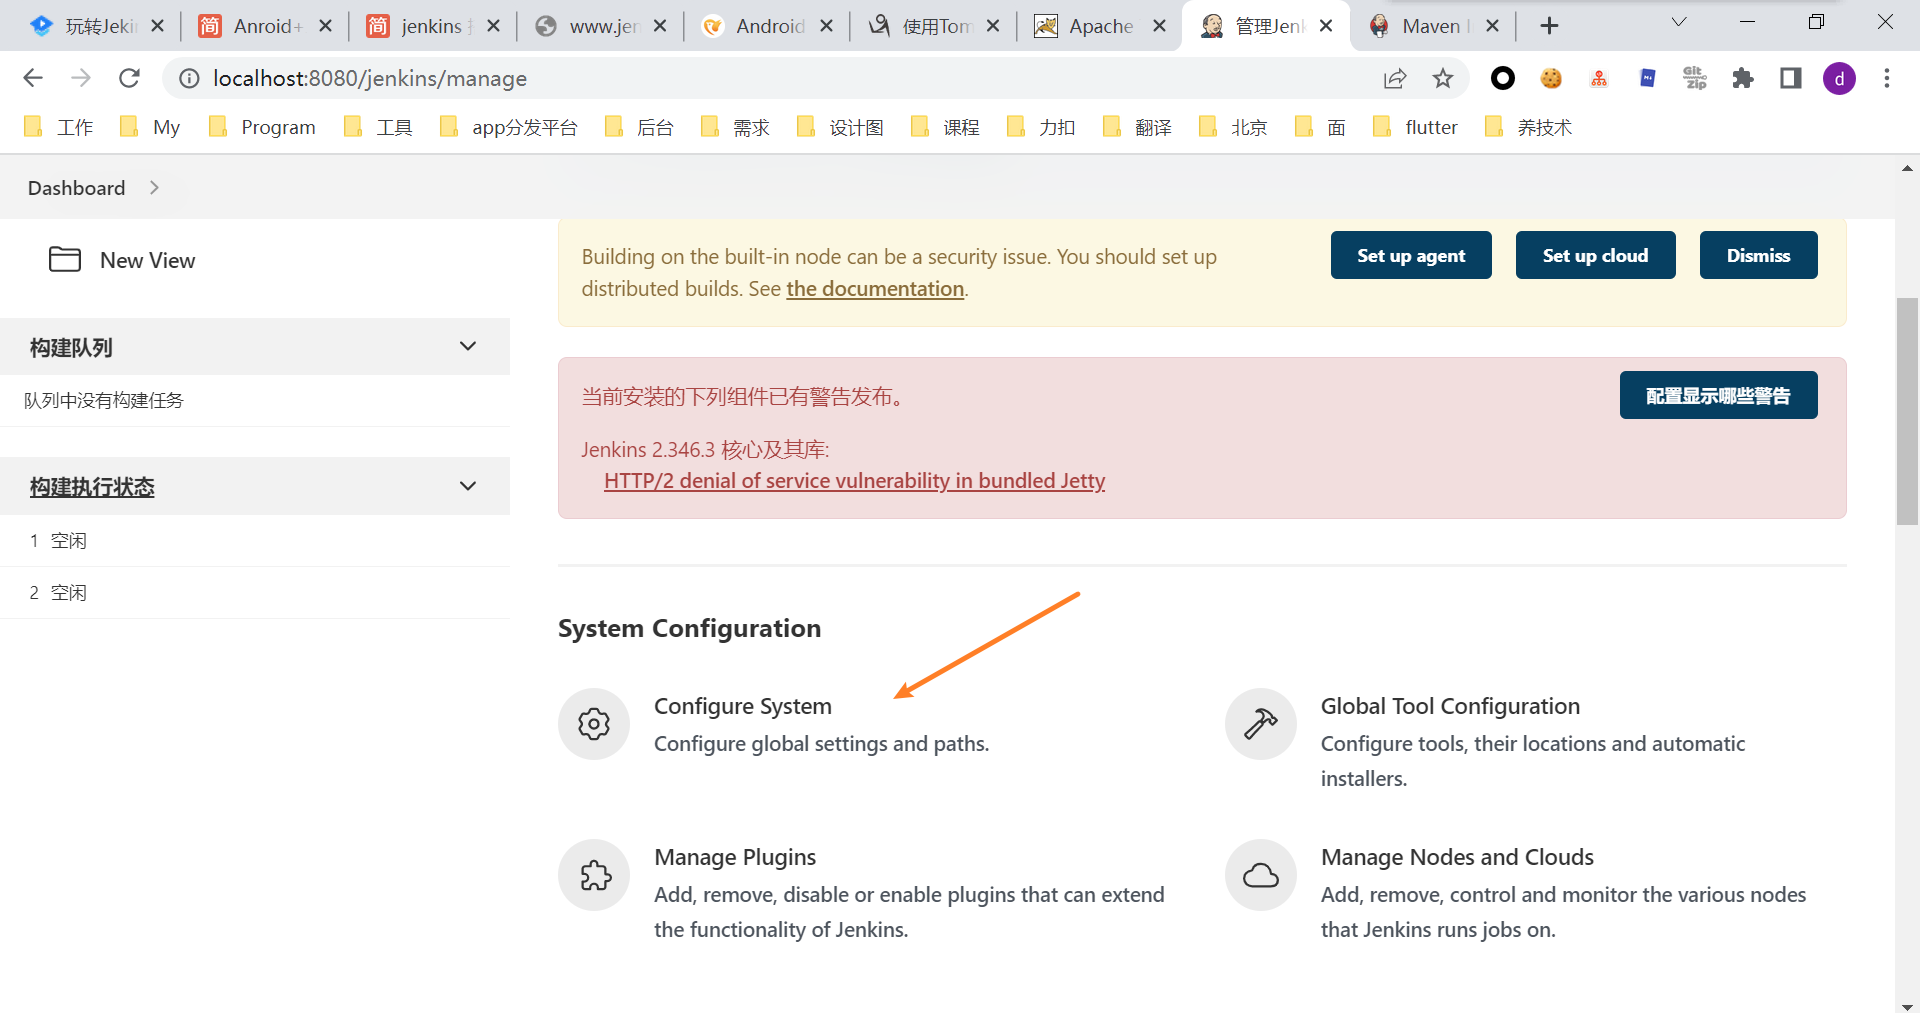 玩转Jeki
Anroid+
jenkins
www.jen
Android
使用Tom
Apache
管理Jenk
Maven I
localhost:8080/jenkins/manage
Git
Zip
d
工作
My
Program
工具
app分发平台
后台
需求
设计图
课程
力扣
翻译
北京
面
flutter
养技术
Dashboard
New View
构建队列
队列中没有构建任务
构建执行状态
1 空闲
2 空闲
Building on the built-in node can be a security issue. You should set up
distributed builds. See the documentation.
Set up agent
Set up cloud
Dismiss
当前安装的下列组件已有警告发布。
配置显示哪些警告
Jenkins 2.346.3 核心及其库:
HTTP/2 denial of service vulnerability in bundled Jetty
System Configuration
Configure System
Configure global settings and paths.
Global Tool Configuration
Configure tools, their locations and automatic
installers.
Manage Plugins
Add, remove, disable or enable plugins that can extend
the functionality of Jenkins.
Manage Nodes and Clouds
Add, remove, control and monitor the various nodes
that Jenkins runs jobs on.